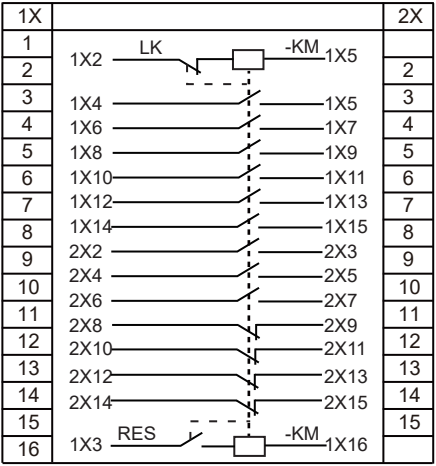 1X 2X
1
LK -KM
1X2 1X5
2 2
3 1X4 1X5 3
4 1X6 1X7 4
5 1X8 1X9 5
6 1X10 1X11 6
7 1X12 1X13 7
8 1X14 1X15 8
9 2X2 2X3 9
2X4 2X5
10 10
2X6 2X7
11 11
2X8 2X9
12 12
2X10 2X11
13 2X12 2X13 13
14 2X14 2X15 14
15 15
RES -KM
16 1X3 1X16